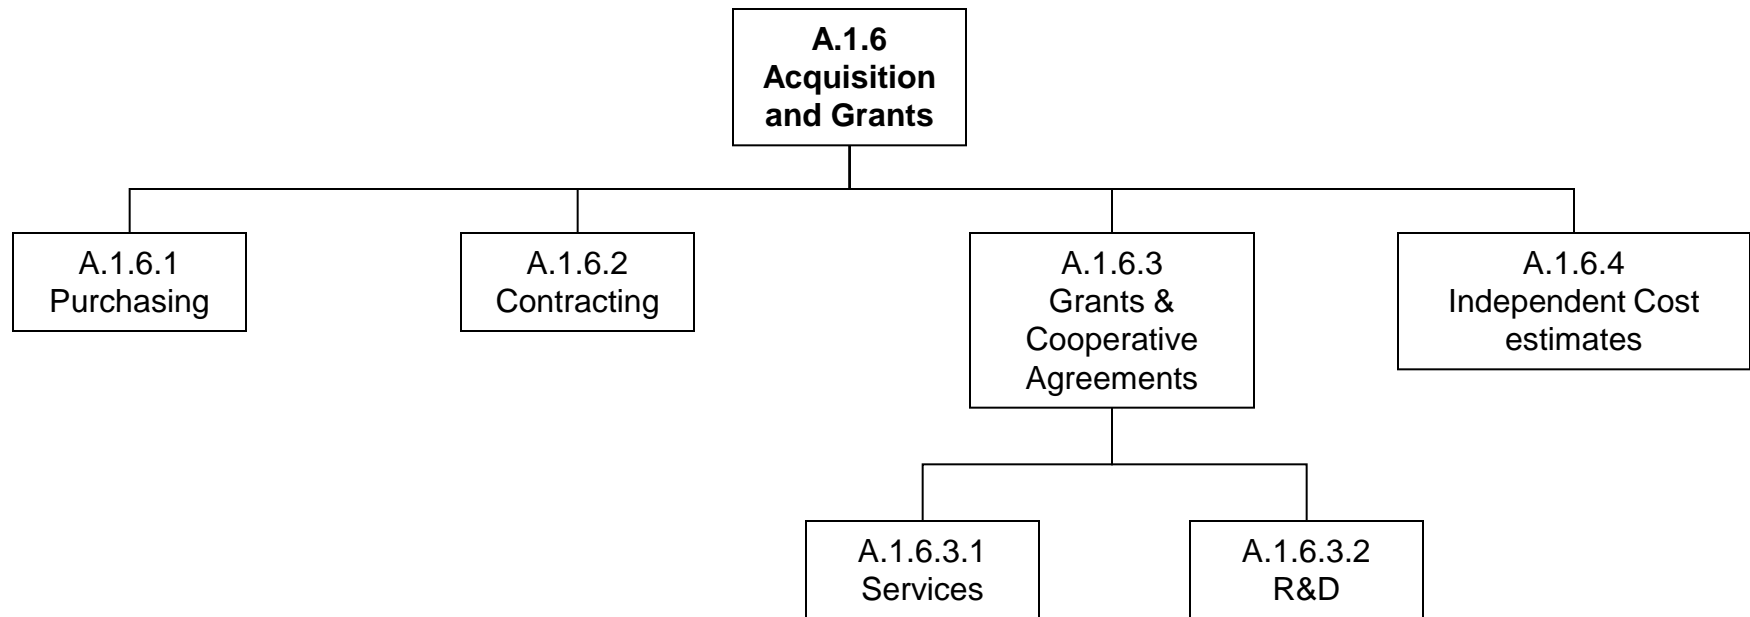 A.1.6
Acquisition
and Grants
A.1.6.1
Purchasing
A.1.6.2
Contracting
A.1.6.3
Grants &
Cooperative
Agreements
A.1.6.4
Independent Cost
estimates
A.1.6.3.1
Services
A.1.6.3.2
R&D